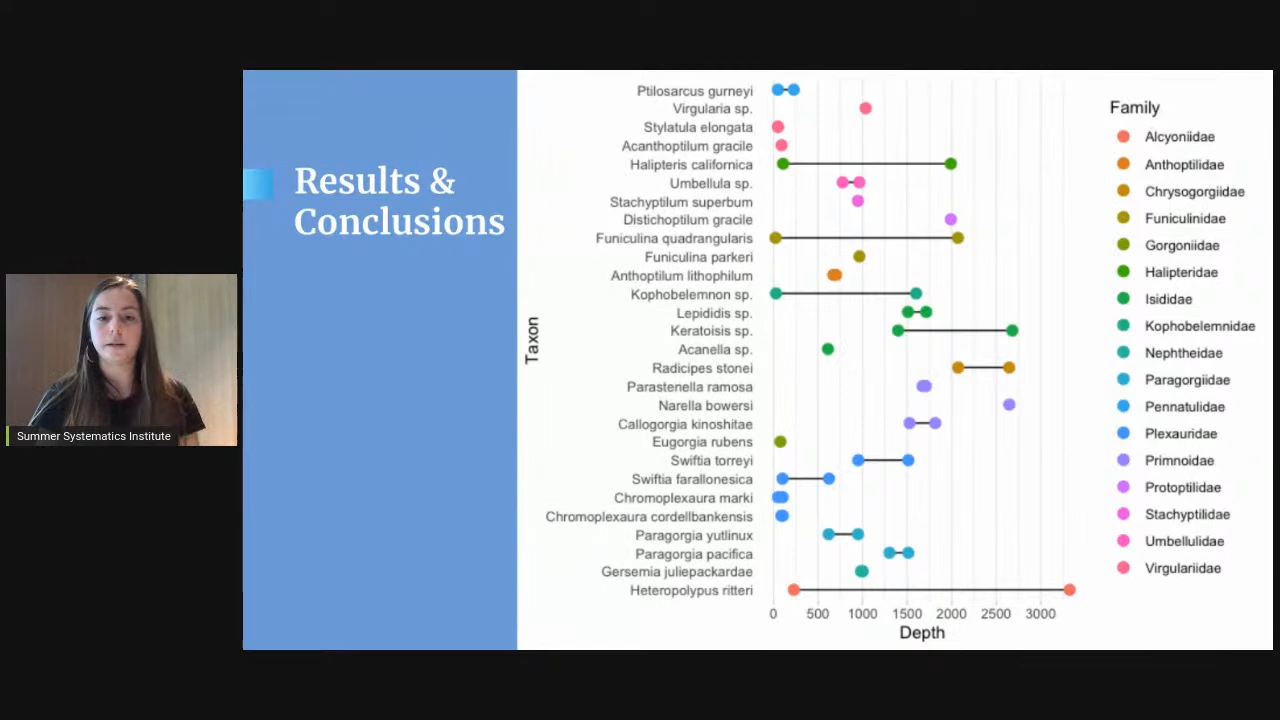 Results &
Conclusions
Summer Systematics Institute
Taxon
Ptilosarcus gurneyi
Virgularia sp.
Stylatula elongata
Acanthoptilum gracile
Halipteris californica
Umbellula sp.
Stachyptilum superbum
Distichoptilum gracile
Funiculina quadrangularis
Funiculina parkeri
Anthoptilum lithophilum
Kophobelemnon sp.
Lepididis sp.
Keratoisis sp.
Acanella sp.
Radicipes stonei
Parastenella ramosa
Narella bowersi
Callogorgia kinoshitae
Eugorgia rubens
Swiftia torreyi
Swiftia farallonesica
Chromoplexaura marki
Chromoplexaura cordellbankensis
Paragorgia yutlinux
Paragorgia pacifica
Gersemia juliepackardae
Heteropolypus ritteri
0 500 1000 1500 2000 2500 3000
Depth
Family
Alcyoniidae
Anthoptilidae
Chrysogorgiidae
Funiculinidae
Gorgoniidae
Halipteridae
Isididae
Kophobelemnidae
Nephtheidae
Paragorgiidae
Pennatulidae
Plexauridae
Primnoidae
Protoptilidae
Stachyptilidae
Umbellulidae
Virgulariidae